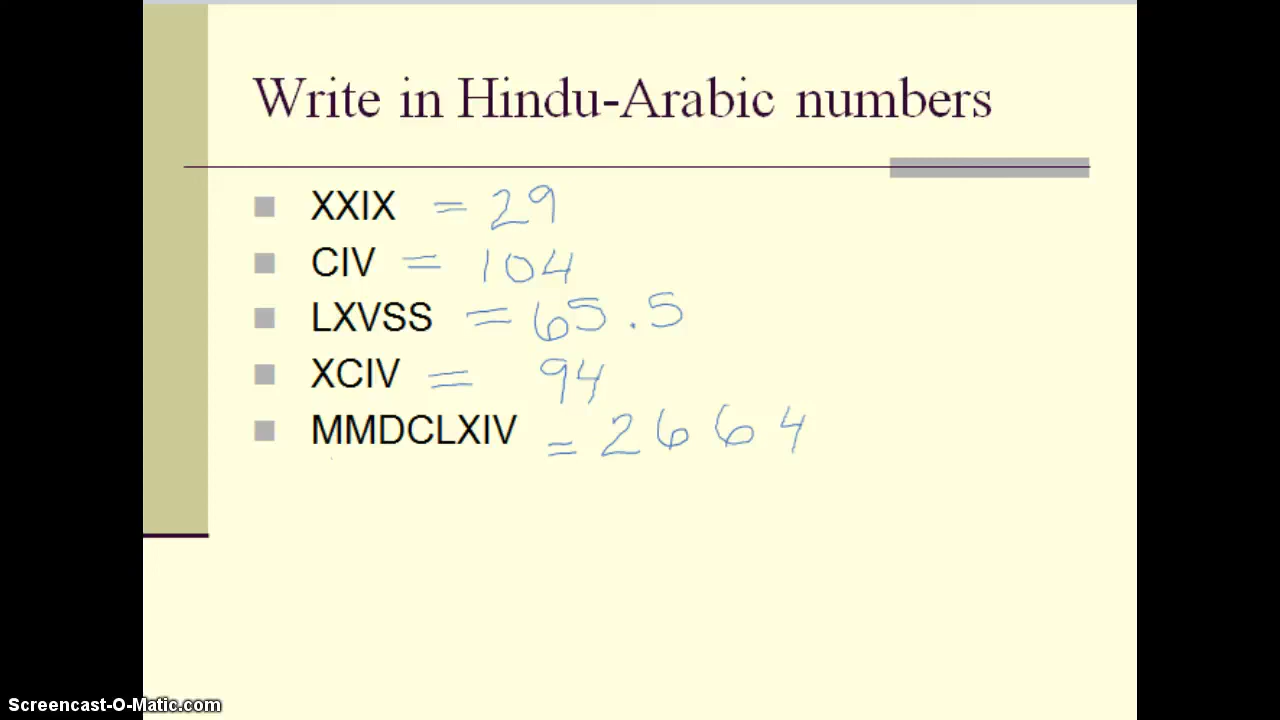 Write in Hindu-Arabic numbers
XXIX = 29
CIV = 104
LXVSS = 65.5
XCIV = 94
MMDCLXIV = 2664
Screencast-O-Matic.com